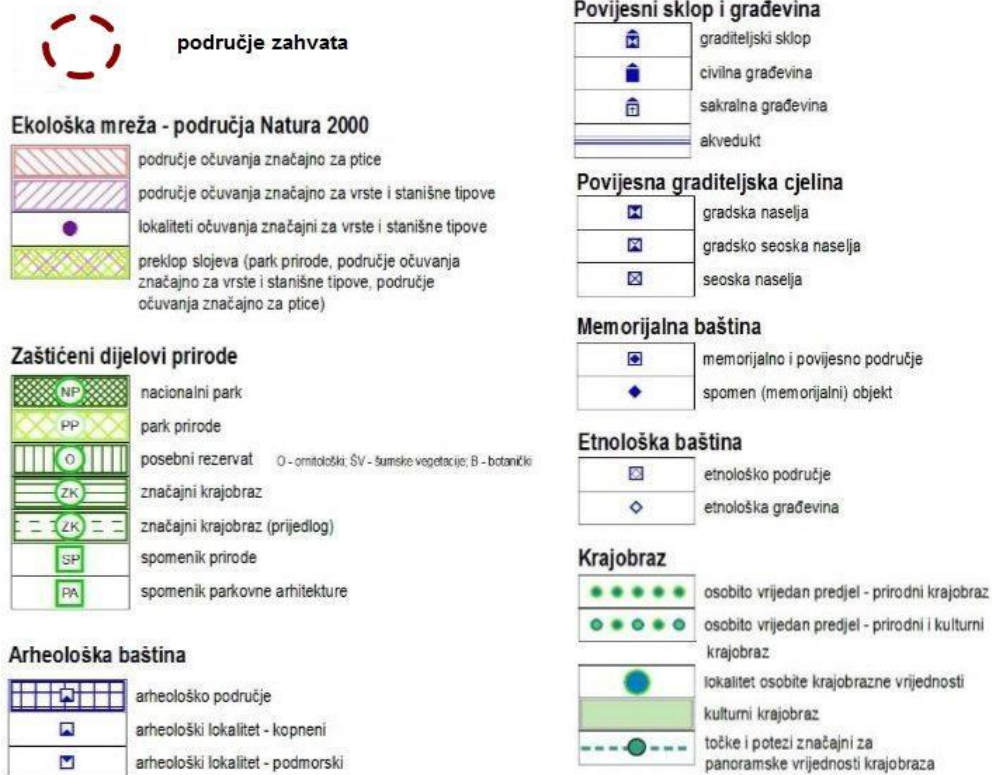 područje zahvata
Ekološka mreža - područja Natura 2000
područje očuvanja značajno za ptice
područje očuvanja značajno za vrste i stanišne tipove
lokaliteti očuvanja značajni za vrste i stanišne tipove
preklop slojeva (park prirode, područje očuvanja
značajno za vrste i stanišne tipove, područje
očuvanja značajno za ptice)
Zaštićeni dijelovi prirode
NP nacionalni park
PP park prirode
O posebni rezervat O - ornitološki; ŠV - šumske vegetacije; B - botanički
ZK značajni krajobraz
ZK značajni krajobraz (prijedlog)
SP spomenik prirode
PA spomenik parkovne arhitekture
Arheološka baština
arheološko područje
arheološki lokalitet - kopneni
arheološki lokalitet - podmorski
Povijesni sklop i građevina
graditeljski sklop
civilna građevina
sakralna građevina
akvedukt
Povijesna graditeljska cjelina
gradska naselja
gradsko seoska naselja
seoska naselja
Memorijalna baština
memorijalno i povijesno područje
spomen (memorijalni) objekt
Etnološka baština
etnološko područje
etnološka građevina
Krajobraz
osobito vrijedan predjel - prirodni krajobraz
osobito vrijedan predjel - prirodni i kulturni
krajobraz
lokalitet osobite krajobrazne vrijednosti
kulturni krajobraz
točke i potezi značajni za
panoramske vrijednosti krajobraza